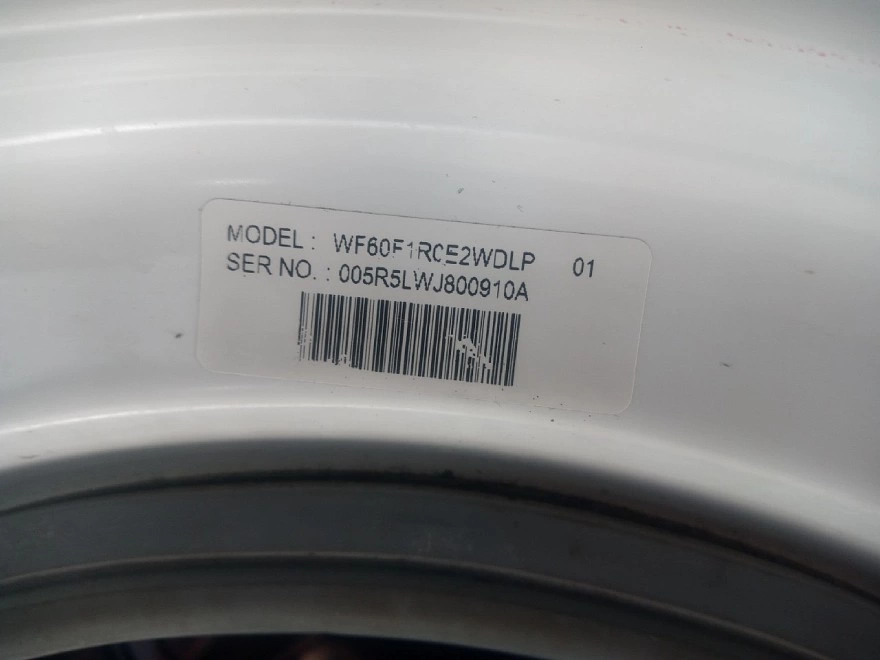 MODEL : WF60F1R0E2WDLP 01
SER NO. : 005R5LWJ800910A